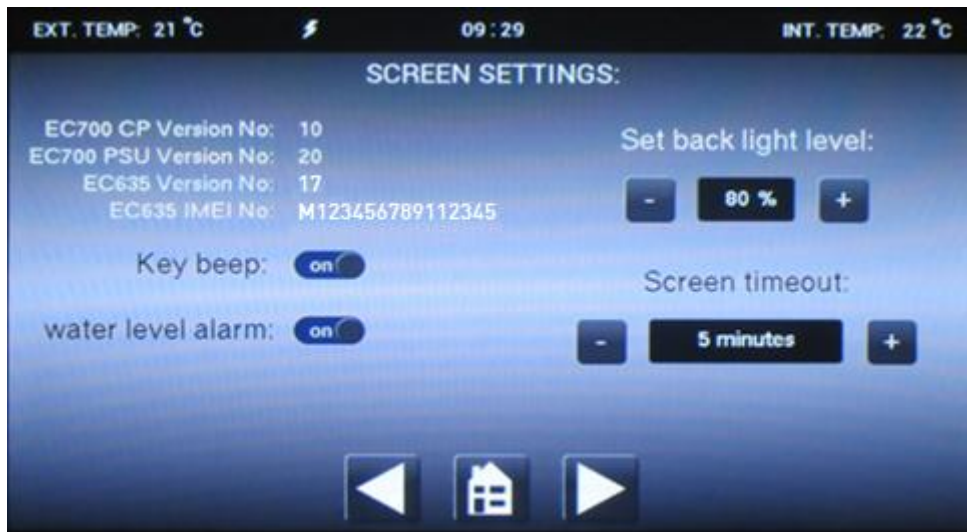 EXT. TEMP: 21 °C 09:29 INT. TEMP: 22 °C
SCREEN SETTINGS:
EC700 CP Version No: 10
EC700 PSU Version No: 20
EC635 Version No: 17
EC635 IMEI No: M123456789112345
Key beep: on
water level alarm: on
Set back light level:
- 80 % +
Screen timeout:
- 5 minutes +